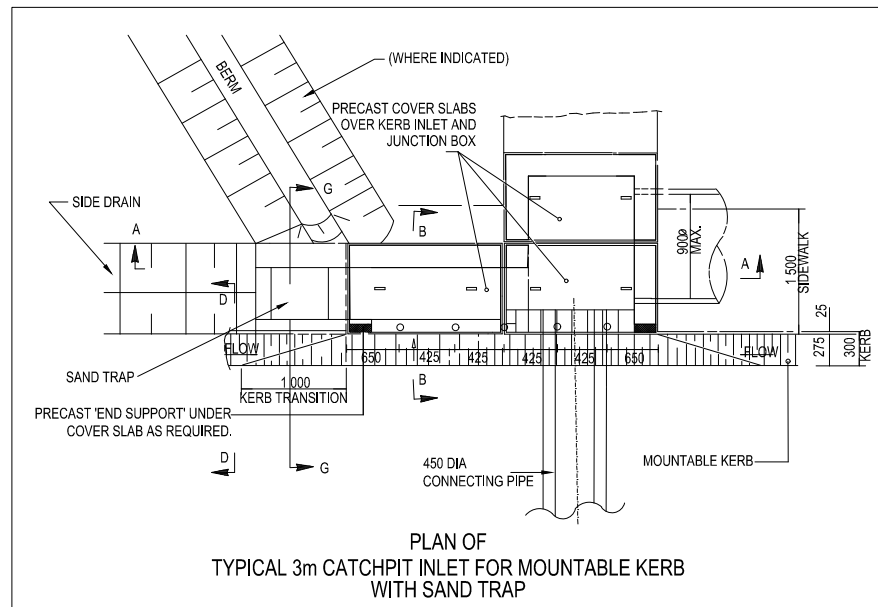 (WHERE INDICATED)
BERM
PRECAST COVER SLABS
OVER KERB INLET AND
JUNCTION BOX
G
SIDE DRAIN
A
B
D
A
900Ø
MAX.
1 500
SIDEWALK
25
275
300
KERB
FLOW
650
425
425
425
425
650
FLOW
SAND TRAP
1 000
KERB TRANSITION
B
PRECAST 'END SUPPORT' UNDER
COVER SLAB AS REQUIRED.
D
G
450 DIA
CONNECTING PIPE
MOUNTABLE KERB
PLAN OF
TYPICAL 3m CATCHPIT INLET FOR MOUNTABLE KERB
WITH SAND TRAP